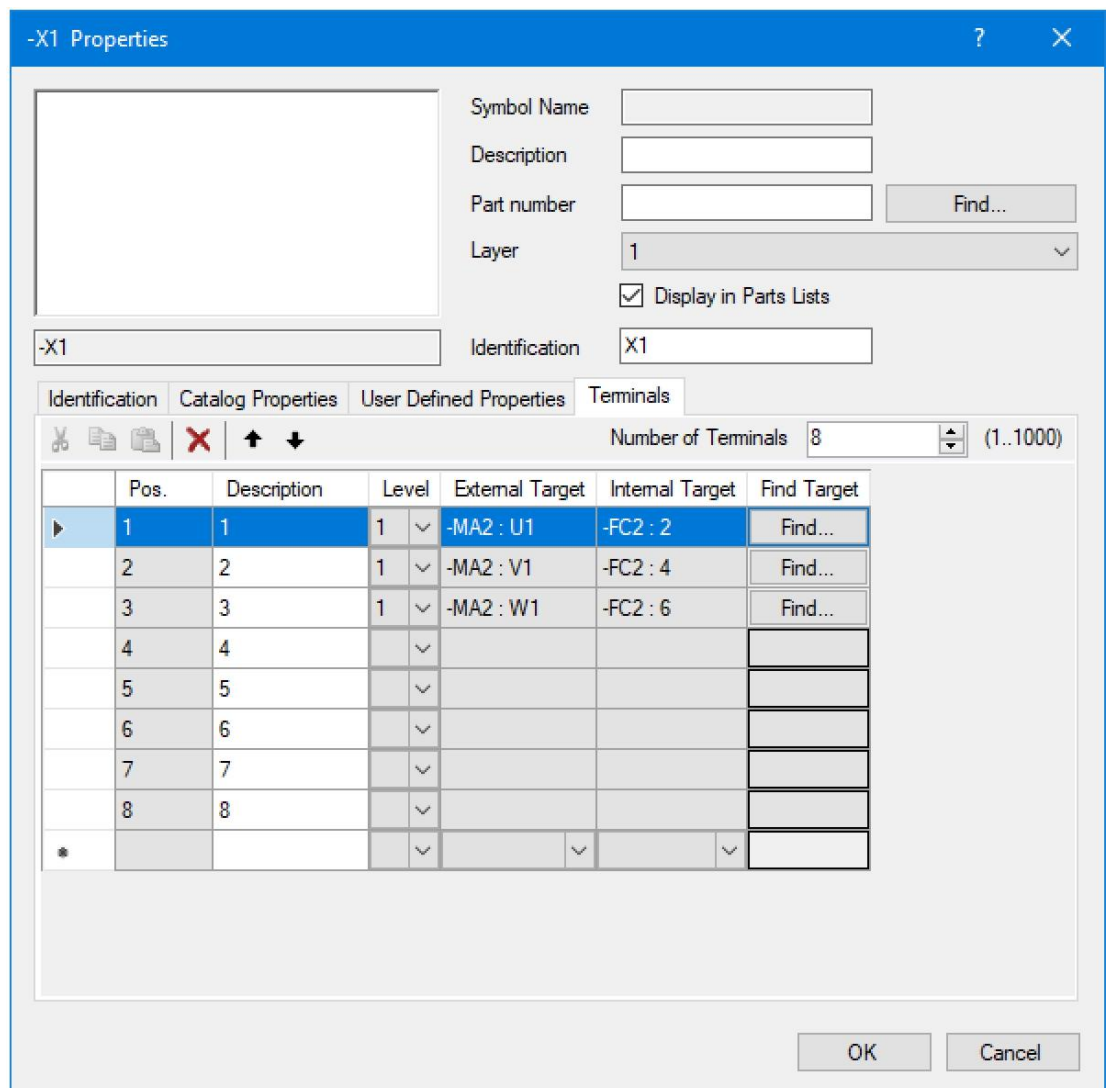 -X1 Properties ?
Symbol Name
Description
Part number Find...
Layer 1
Display in Parts Lists
-X1 Identification X1
Identification Catalog Properties User Defined Properties Terminals
Number of Terminals 8 (1..1000)
Pos. Description Level External Target Internal Target Find Target
1 1 1 -MA2 : U1 -FC2 : 2 Find...
2 2 1 -MA2 : V1 -FC2 : 4 Find...
3 3 1 -MA2 : W1 -FC2 : 6 Find...
4 4
5 5
6 6
7 7
8 8
OK Cancel